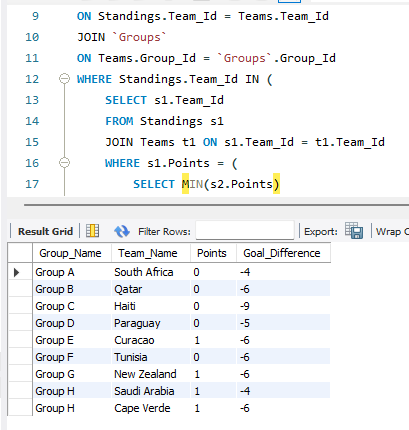 9 ON Standings.Team_Id = Teams.Team_Id
10 JOIN `Groups`
11 ON Teams.Group_Id = `Groups`.Group_Id
12 WHERE Standings.Team_Id IN (
13 SELECT s1.Team_Id
14 FROM Standings s1
15 JOIN Teams t1 ON s1.Team_Id = t1.Team_Id
16 WHERE s1.Points = (
17 SELECT MIN(s2.Points)
Result Grid Filter Rows: Export: Wrap C
Group_Name Team_Name Points Goal_Difference
Group A South Africa 0 -4
Group B Qatar 0 -6
Group C Haiti 0 -9
Group D Paraguay 0 -5
Group E Curacao 1 -6
Group F Tunisia 0 -6
Group G New Zealand 1 -6
Group H Saudi Arabia 1 -4
Group H Cape Verde 1 -6